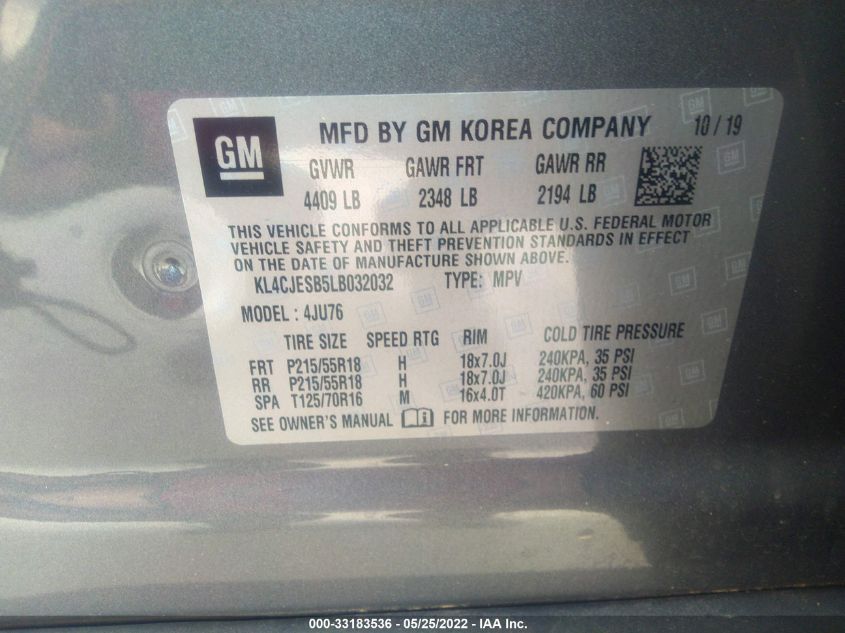 GM
MFD BY GM KOREA COMPANY 10 / 19
GVWR GAWR FRT GAWR RR
4409 LB 2348 LB 2194 LB
THIS VEHICLE CONFORMS TO ALL APPLICABLE U.S. FEDERAL MOTOR
VEHICLE SAFETY AND THEFT PREVENTION STANDARDS IN EFFECT
ON THE DATE OF MANUFACTURE SHOWN ABOVE.
KL4CJESB5LB032032 TYPE: MPV
MODEL : 4JU76
TIRE SIZE SPEED RTG RIM COLD TIRE PRESSURE
FRT P215/55R18 H 18x7.0J 240KPA, 35 PSI
RR P215/55R18 H 18x7.0J 240KPA, 35 PSI
SPA T125/70R16 M 16x4.0T 420KPA, 60 PSI
SEE OWNER'S MANUAL FOR MORE INFORMATION.
000-33183536 - 05/25/2022 - IAA Inc.